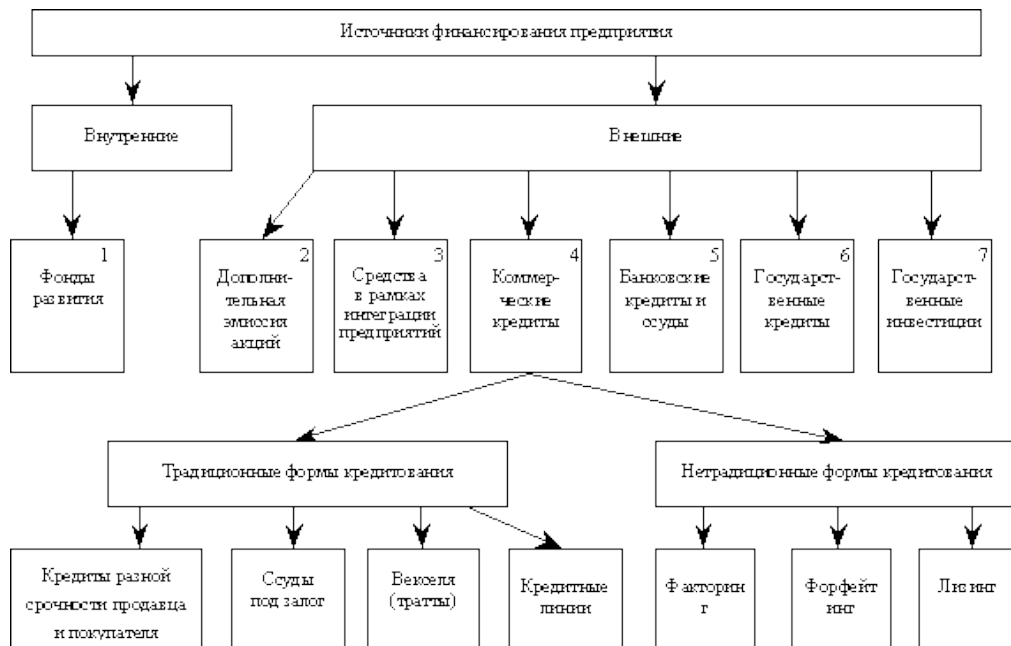 Источники финансирования предприятия
Внутренние
Внешние
1
Фонды
развития
2
Дополни-
тельная
эмиссия
акций
3
Средства
в рамках
интеграции
предприятий
4
Коммер-
ческие
кредиты
5
Банковские
кредиты и
ссуды
6
Государст-
венные
кредиты
7
Государст-
венные
инвестиции
Традиционные формы кредитования
Нетрадиционные формы кредитования
Кредиты разной
срочности продавца
и покупателя
Ссуды
под залог
Векселя
(тратты)
Кредитные
линии
Факторин
г
Форфейт
инг
Лизинг